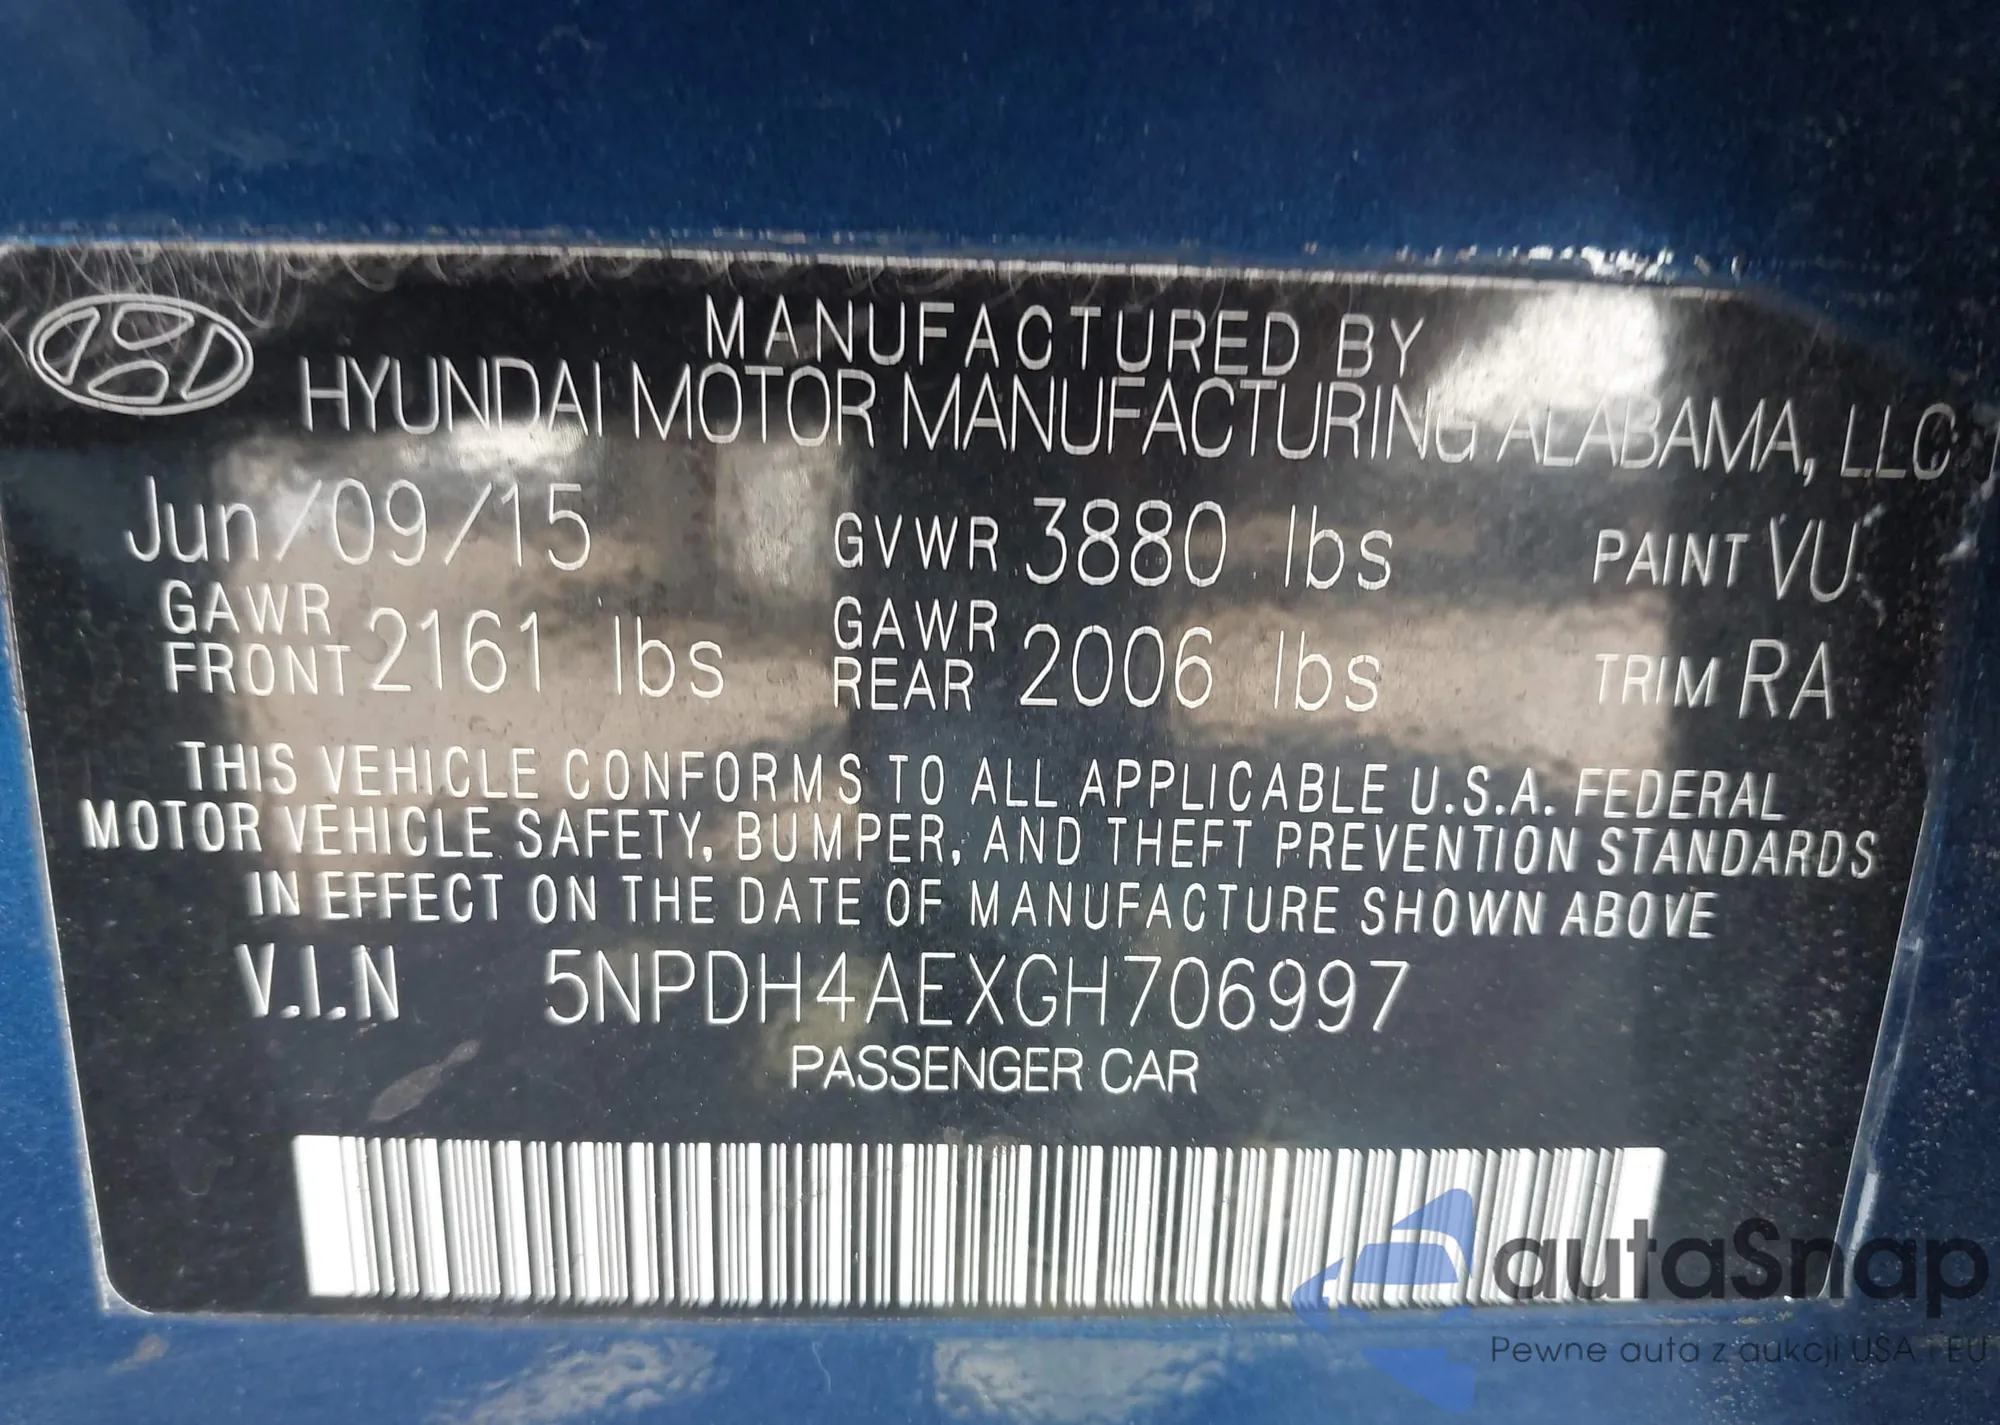 MANUFACTURED BY
HYUNDAI MOTOR MANUFACTURING ALABAMA, LLC
Jun/09/15 GVWR 3880 lbs PAINT VU
GAWR FRONT 2161 lbs GAWR REAR 2006 lbs TRIM RA
THIS VEHICLE CONFORMS TO ALL APPLICABLE U.S.A. FEDERAL
MOTOR VEHICLE SAFETY, BUMPER, AND THEFT PREVENTION STANDARDS
IN EFFECT ON THE DATE OF MANUFACTURE SHOWN ABOVE
V.I.N 5NPDH4AEXGH706997
PASSENGER CAR
autaSnap
Pewne auta z aukcji USA i EU